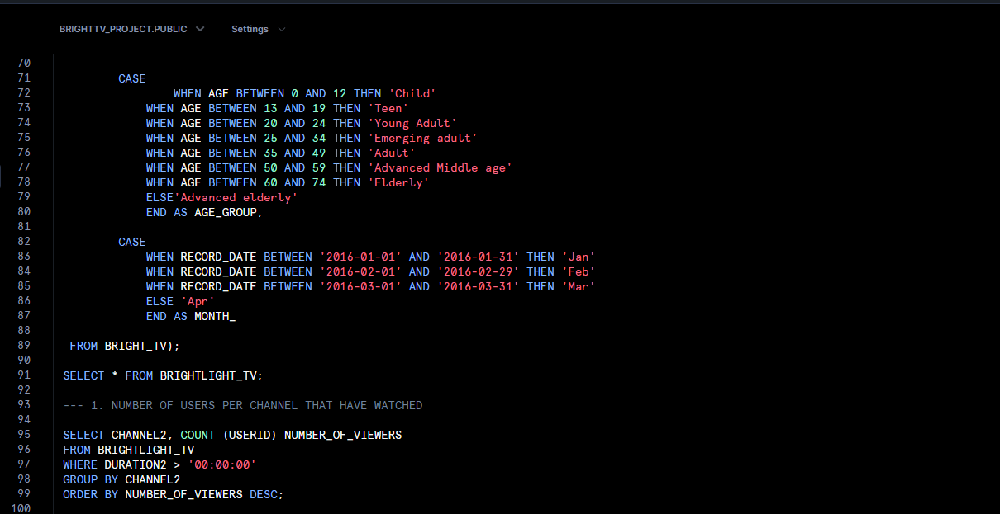 BRIGHTTV_PROJECT.PUBLIC Settings
70
71 CASE
72 WHEN AGE BETWEEN 0 AND 12 THEN 'Child'
73 WHEN AGE BETWEEN 13 AND 19 THEN 'Teen'
74 WHEN AGE BETWEEN 20 AND 24 THEN 'Young Adult'
75 WHEN AGE BETWEEN 25 AND 34 THEN 'Emerging adult'
76 WHEN AGE BETWEEN 35 AND 49 THEN 'Adult'
77 WHEN AGE BETWEEN 50 AND 59 THEN 'Advanced Middle age'
78 WHEN AGE BETWEEN 60 AND 74 THEN 'Elderly'
79 ELSE'Advanced elderly'
80 END AS AGE_GROUP,
81
82 CASE
83 WHEN RECORD_DATE BETWEEN '2016-01-01' AND '2016-01-31' THEN 'Jan'
84 WHEN RECORD_DATE BETWEEN '2016-02-01' AND '2016-02-29' THEN 'Feb'
85 WHEN RECORD_DATE BETWEEN '2016-03-01' AND '2016-03-31' THEN 'Mar'
86 ELSE 'Apr'
87 END AS MONTH_
88
89 FROM BRIGHT_TV);
90
91 SELECT * FROM BRIGHTLIGHT_TV;
92
93 --- 1. NUMBER OF USERS PER CHANNEL THAT HAVE WATCHED
94
95 SELECT CHANNEL2, COUNT (USERID) NUMBER_OF_VIEWERS
96 FROM BRIGHTLIGHT_TV
97 WHERE DURATION2 > '00:00:00'
98 GROUP BY CHANNEL2
99 ORDER BY NUMBER_OF_VIEWERS DESC;
100